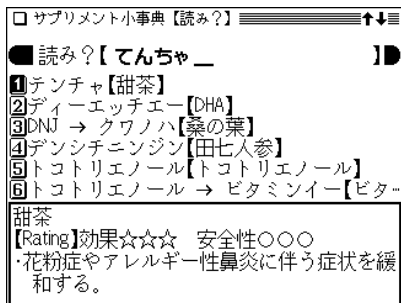 サプリメント小事典【読み?】
読み?【てんちゃ_ 】
1テンチャ【甜茶】
2ディーエッチエー【DHA】
3DNJ → クワノハ【桑の葉】
4デンシチニンジン【田七人参】
5トコトリエノール【トコトリエノール】
6トコトリエノール → ビタミンイー【ビタ…
甜茶
【Rating】効果☆☆☆ 安全性○○○
・花粉症やアレルギー性鼻炎に伴う症状を緩
和する。